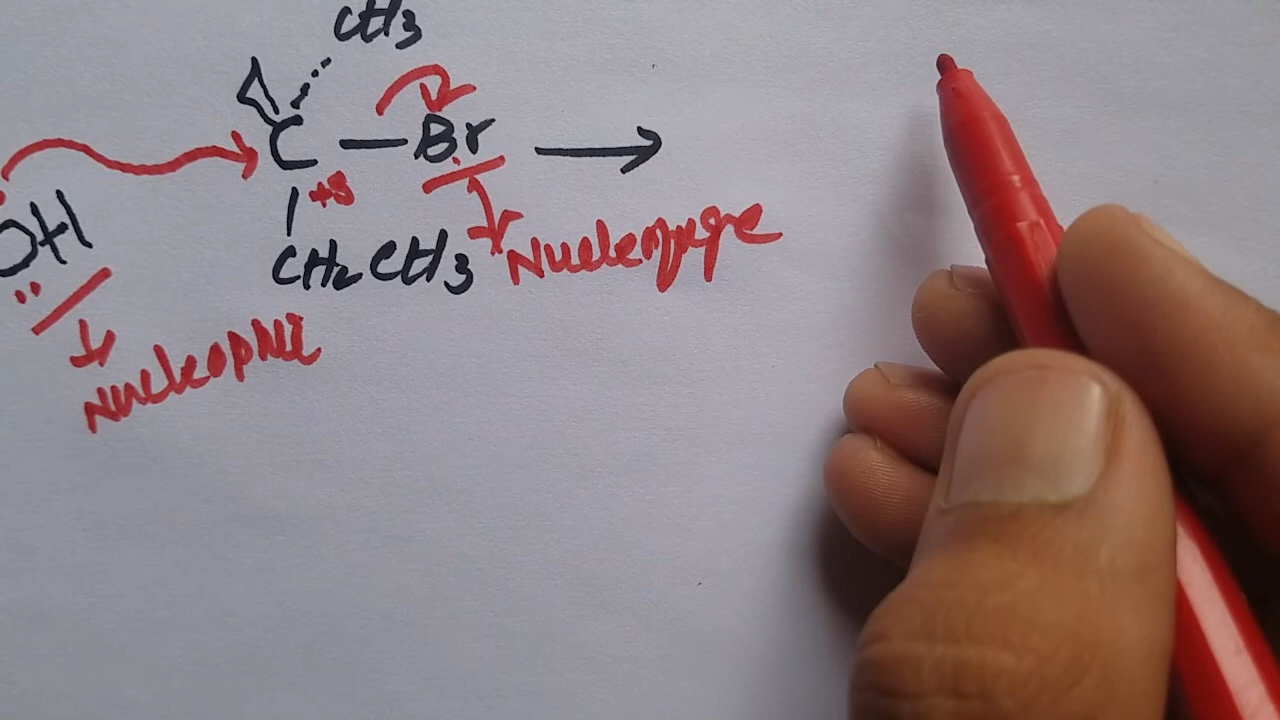 CH3
C — Br
+δ
OH
CH2CH3
Nucleofuge
Nucleophile